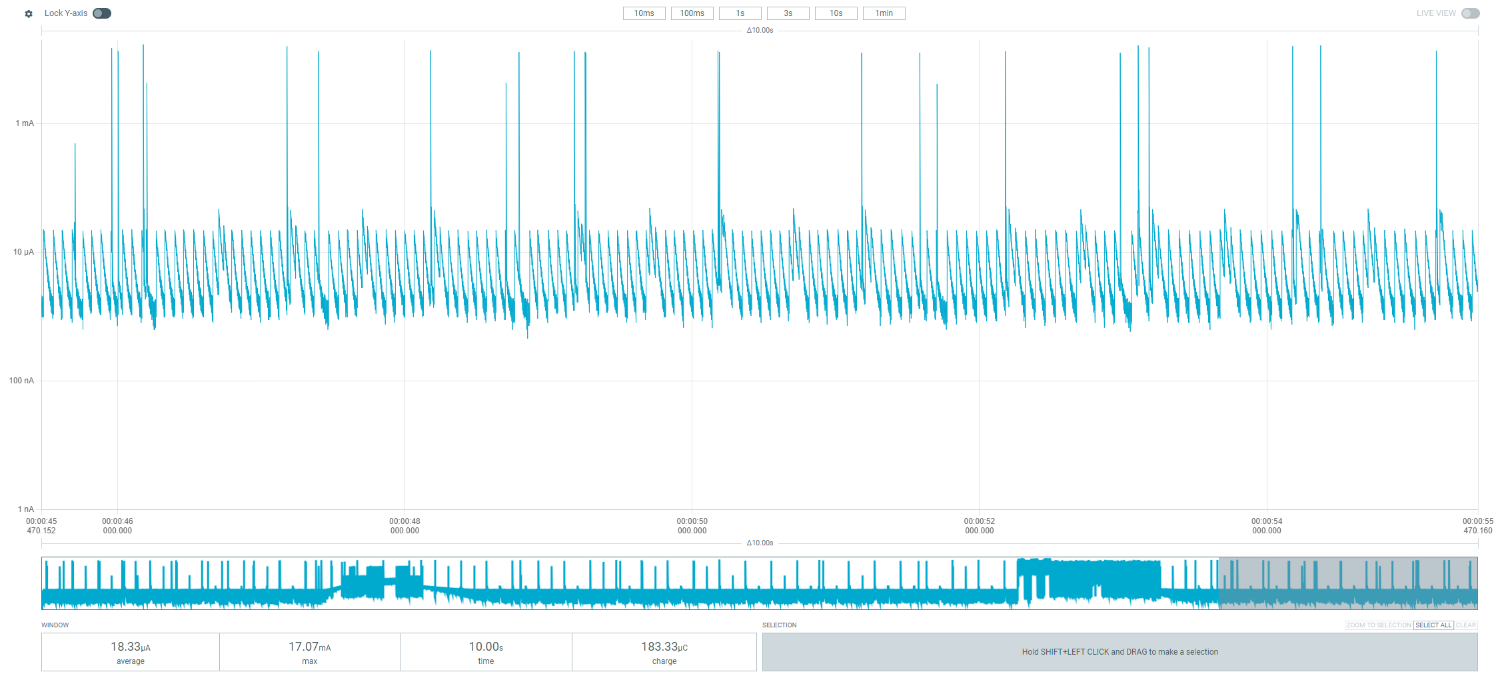 Lock Y-axis
10ms 100ms 1s 3s 10s 1min
LIVE VIEW
Δ10.00s
1 mA
10 µA
100 nA
1 nA
00:00:45 00:00:46 00:00:48 00:00:50 00:00:52 00:00:54 00:00:55
470.152 000.000 000.000 000.000 000.000 000.000 470.160
Δ10.00s
WINDOW SELECTION ZOOM TO SELECTION SELECT ALL CLEAR
18.33µA 17.07mA 10.00s 183.33µC
average max time charge
Hold SHIFT+LEFT CLICK and DRAG to make a selection